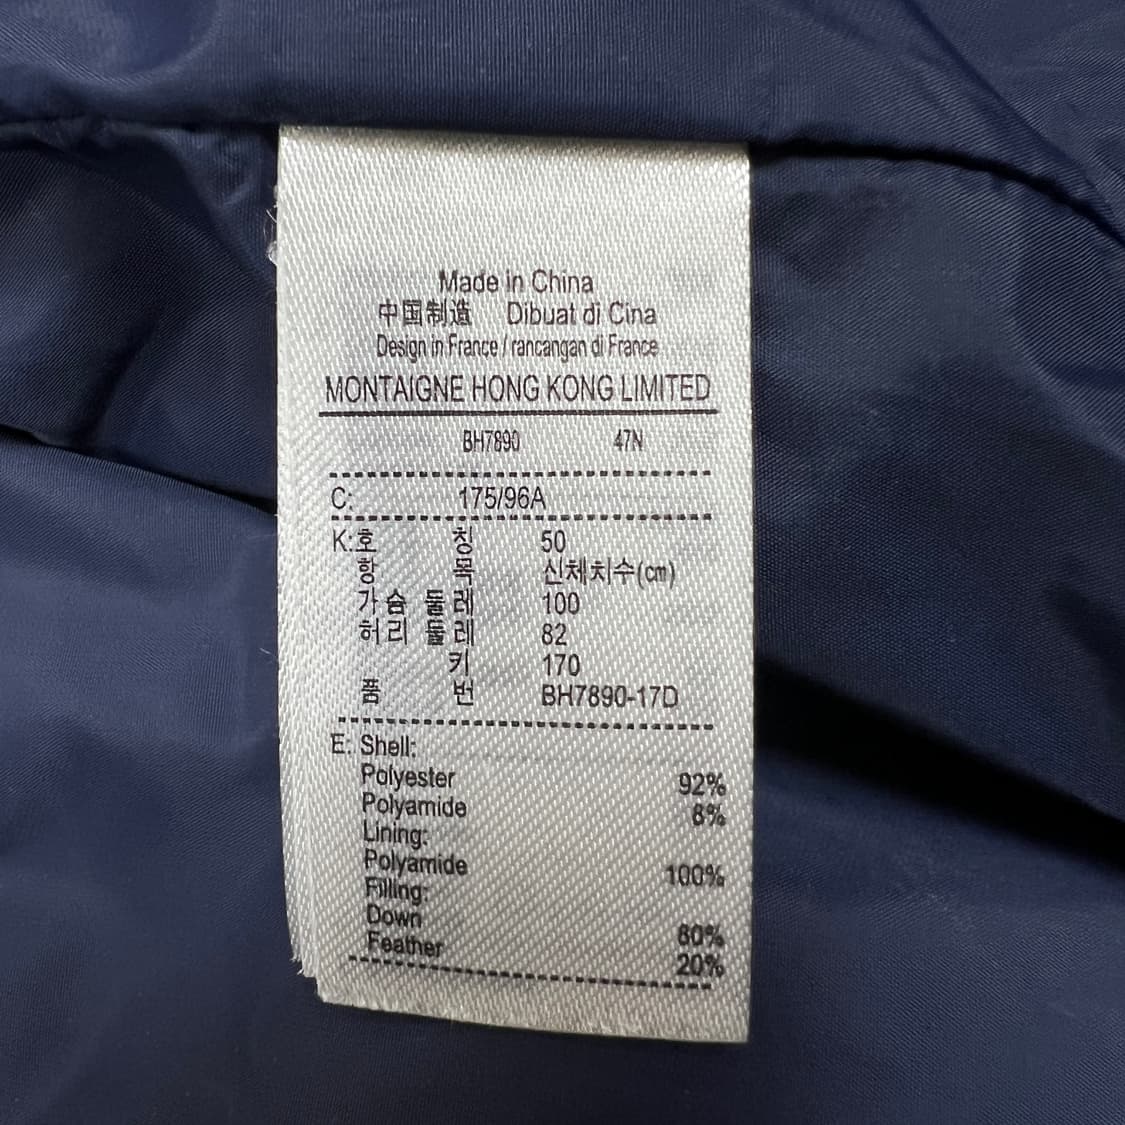 Made in China
中国制造 Dibuat di Cina
Design in France / rancangan di France
MONTAIGNE HONG KONG LIMITED
BH7890 47N
C: 175/96A
K:호 칭 50
항 목 신체치수(cm)
가슴 둘레 100
허리 둘레 82
키 170
품 번 BH7890-17D
E: Shell:
Polyester 92%
Polyamide 8%
Lining:
Polyamide 100%
Filling:
Down 80%
Feather 20%